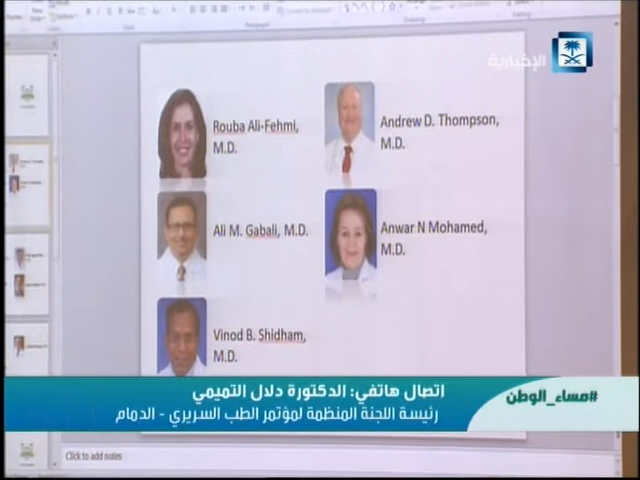 الإخبارية
Rouba Ali-Fehmi,
M.D.
Andrew D. Thompson,
M.D.
Ali M. Gabali, M.D.
Anwar N Mohamed,
M.D.
Vinod B. Shidham,
M.D.
#مساء_الوطن
اتصال هاتفي: الدكتورة دلال التميمي
رئيسة اللجنة المنظمة لمؤتمر الطب السريري - الدمام
Click to add notes